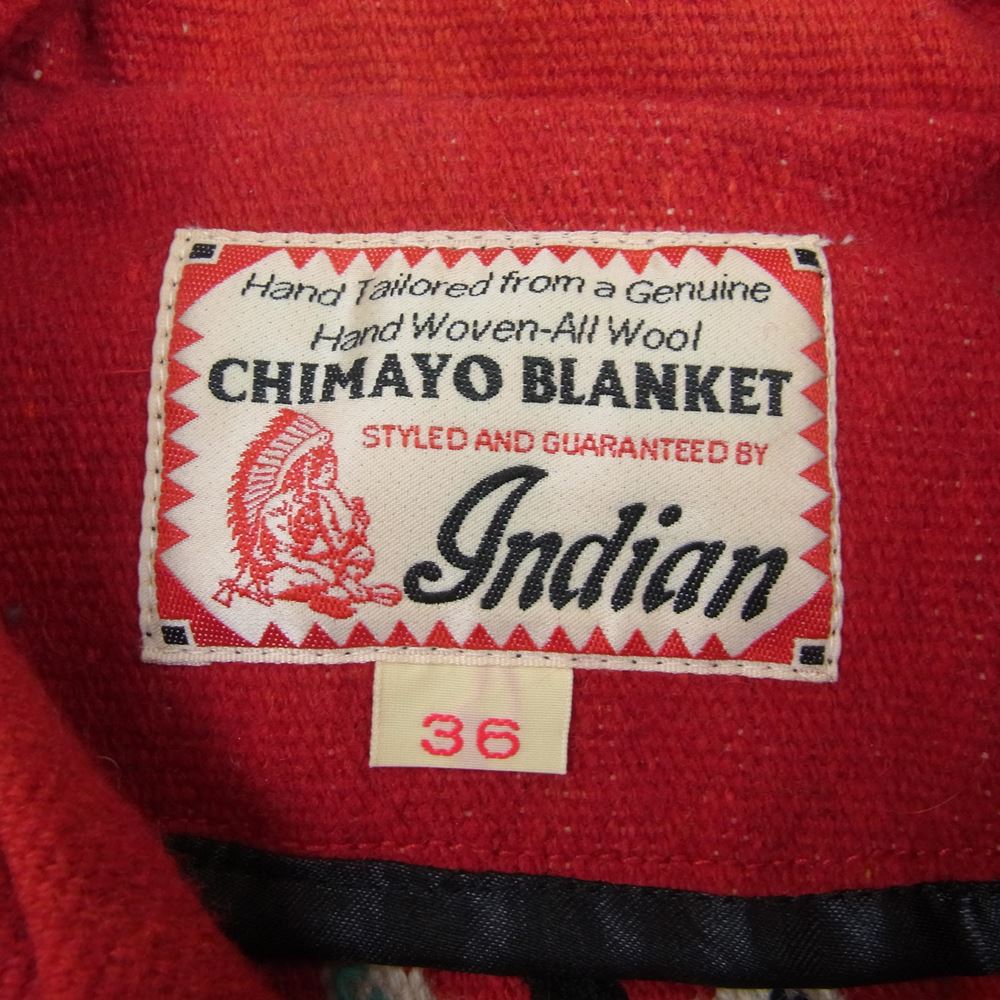 Hand Tailored from a Genuine
Hand Woven-All Wool
CHIMAYO BLANKET
STYLED AND GUARANTEED BY
Indian
36